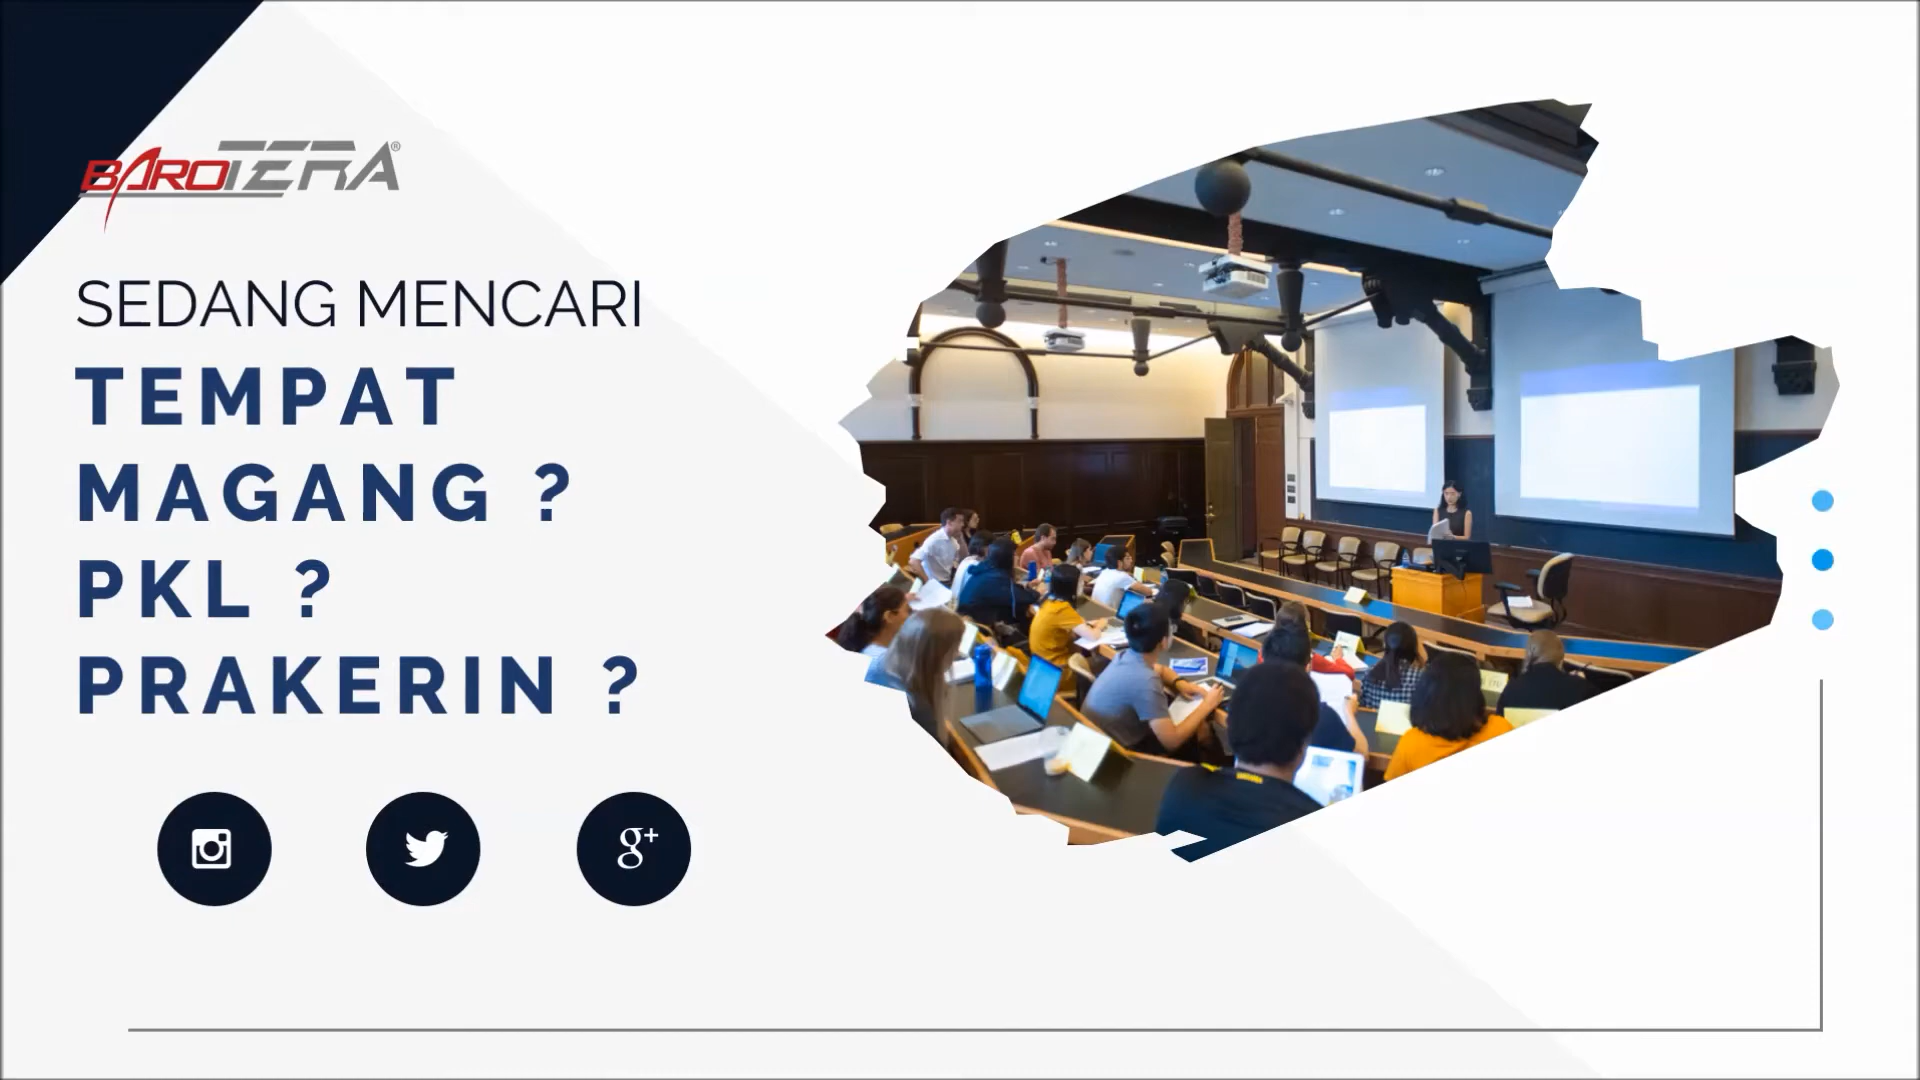 BAROTERA®
SEDANG MENCARI
TEMPAT
MAGANG ?
PKL ?
PRAKERIN ?
g+